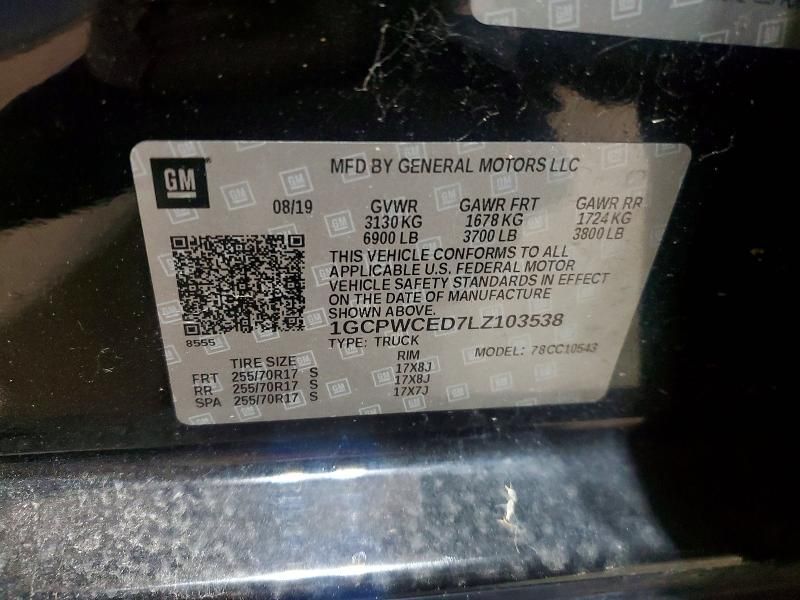 GM
MFD BY GENERAL MOTORS LLC
08/19 GVWR GAWR FRT GAWR RR
3130 KG 1678 KG 1724 KG
6900 LB 3700 LB 3800 LB
THIS VEHICLE CONFORMS TO ALL
APPLICABLE U.S. FEDERAL MOTOR
VEHICLE SAFETY STANDARDS IN EFFECT
ON THE DATE OF MANUFACTURE
SHOWN ABOVE.
1GCPWCED7LZ103538
8555
TYPE: TRUCK MODEL: 78CC10543
TIRE SIZE RIM
FRT 255/70R17 S 17X8J
RR 255/70R17 S 17X8J
SPA 255/70R17 S 17X7J